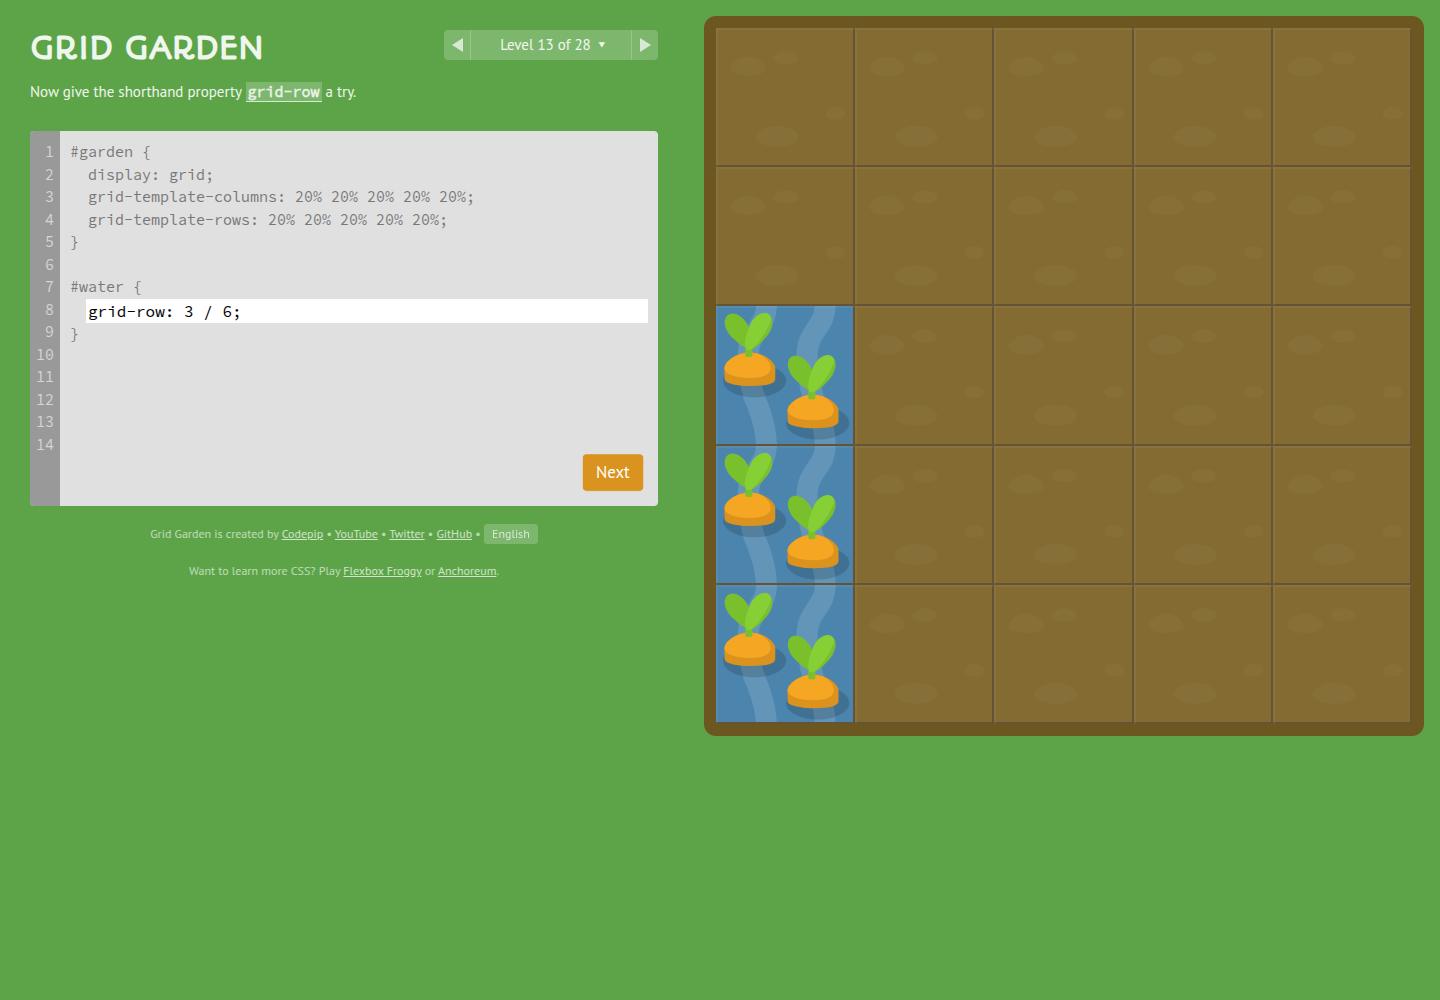 GRID GARDEN
Level 13 of 28 ▼
Now give the shorthand property grid-row a try.
1 #garden {
2 display: grid;
3 grid-template-columns: 20% 20% 20% 20% 20%;
4 grid-template-rows: 20% 20% 20% 20% 20%;
5 }
6
7 #water {
8 grid-row: 3 / 6;
9 }
10
11
12
13
14
Next
Grid Garden is created by Codepip • YouTube • Twitter • GitHub • English
Want to learn more CSS? Play Flexbox Froggy or Anchoreum.